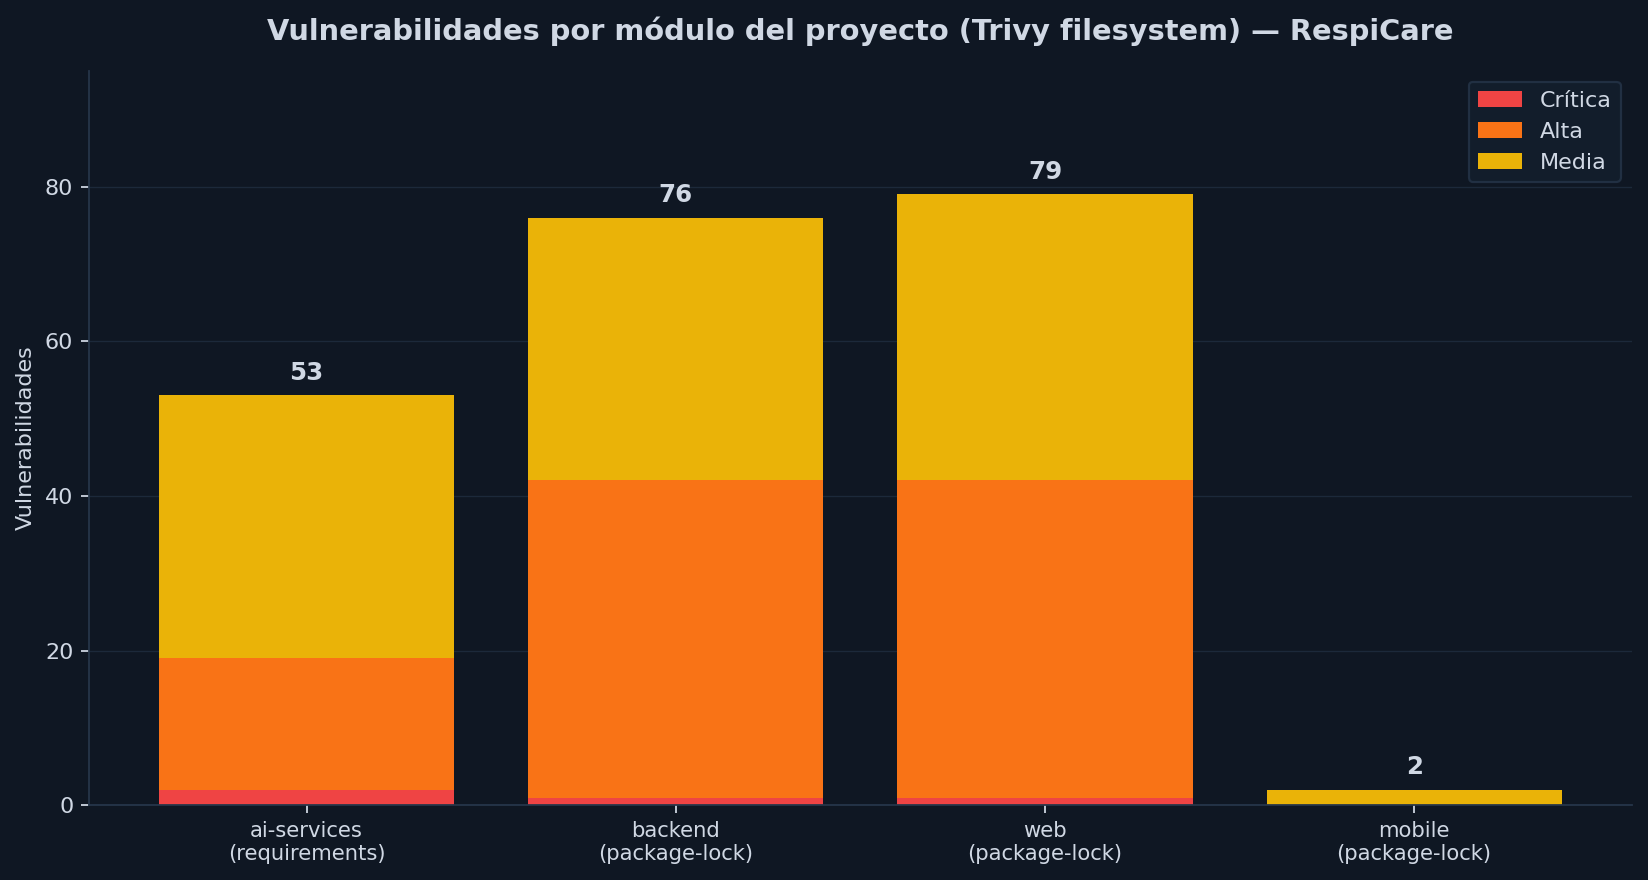 Vulnerabilidades por módulo del proyecto (Trivy filesystem) — RespiCare
Crítica
Alta
Media
Vulnerabilidades
80
60
40
20
0
53
76
79
2
ai-services
(requirements)
backend
(package-lock)
web
(package-lock)
mobile
(package-lock)